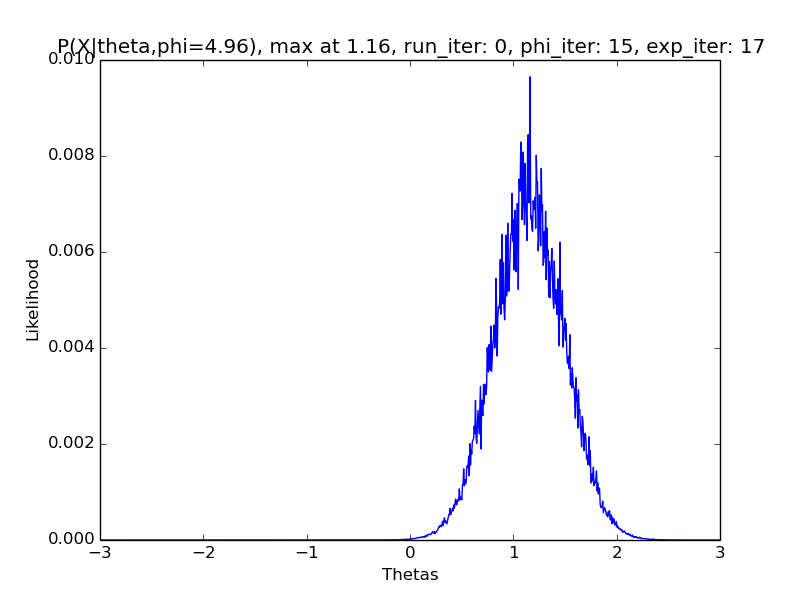 P(X|theta,phi=4.96), max at 1.16, run_iter: 0, phi_iter: 15, exp_iter: 17
0.010
0.008
0.006
0.004
0.002
0.000
Likelihood
−3 −2 −1 0 1 2 3
Thetas